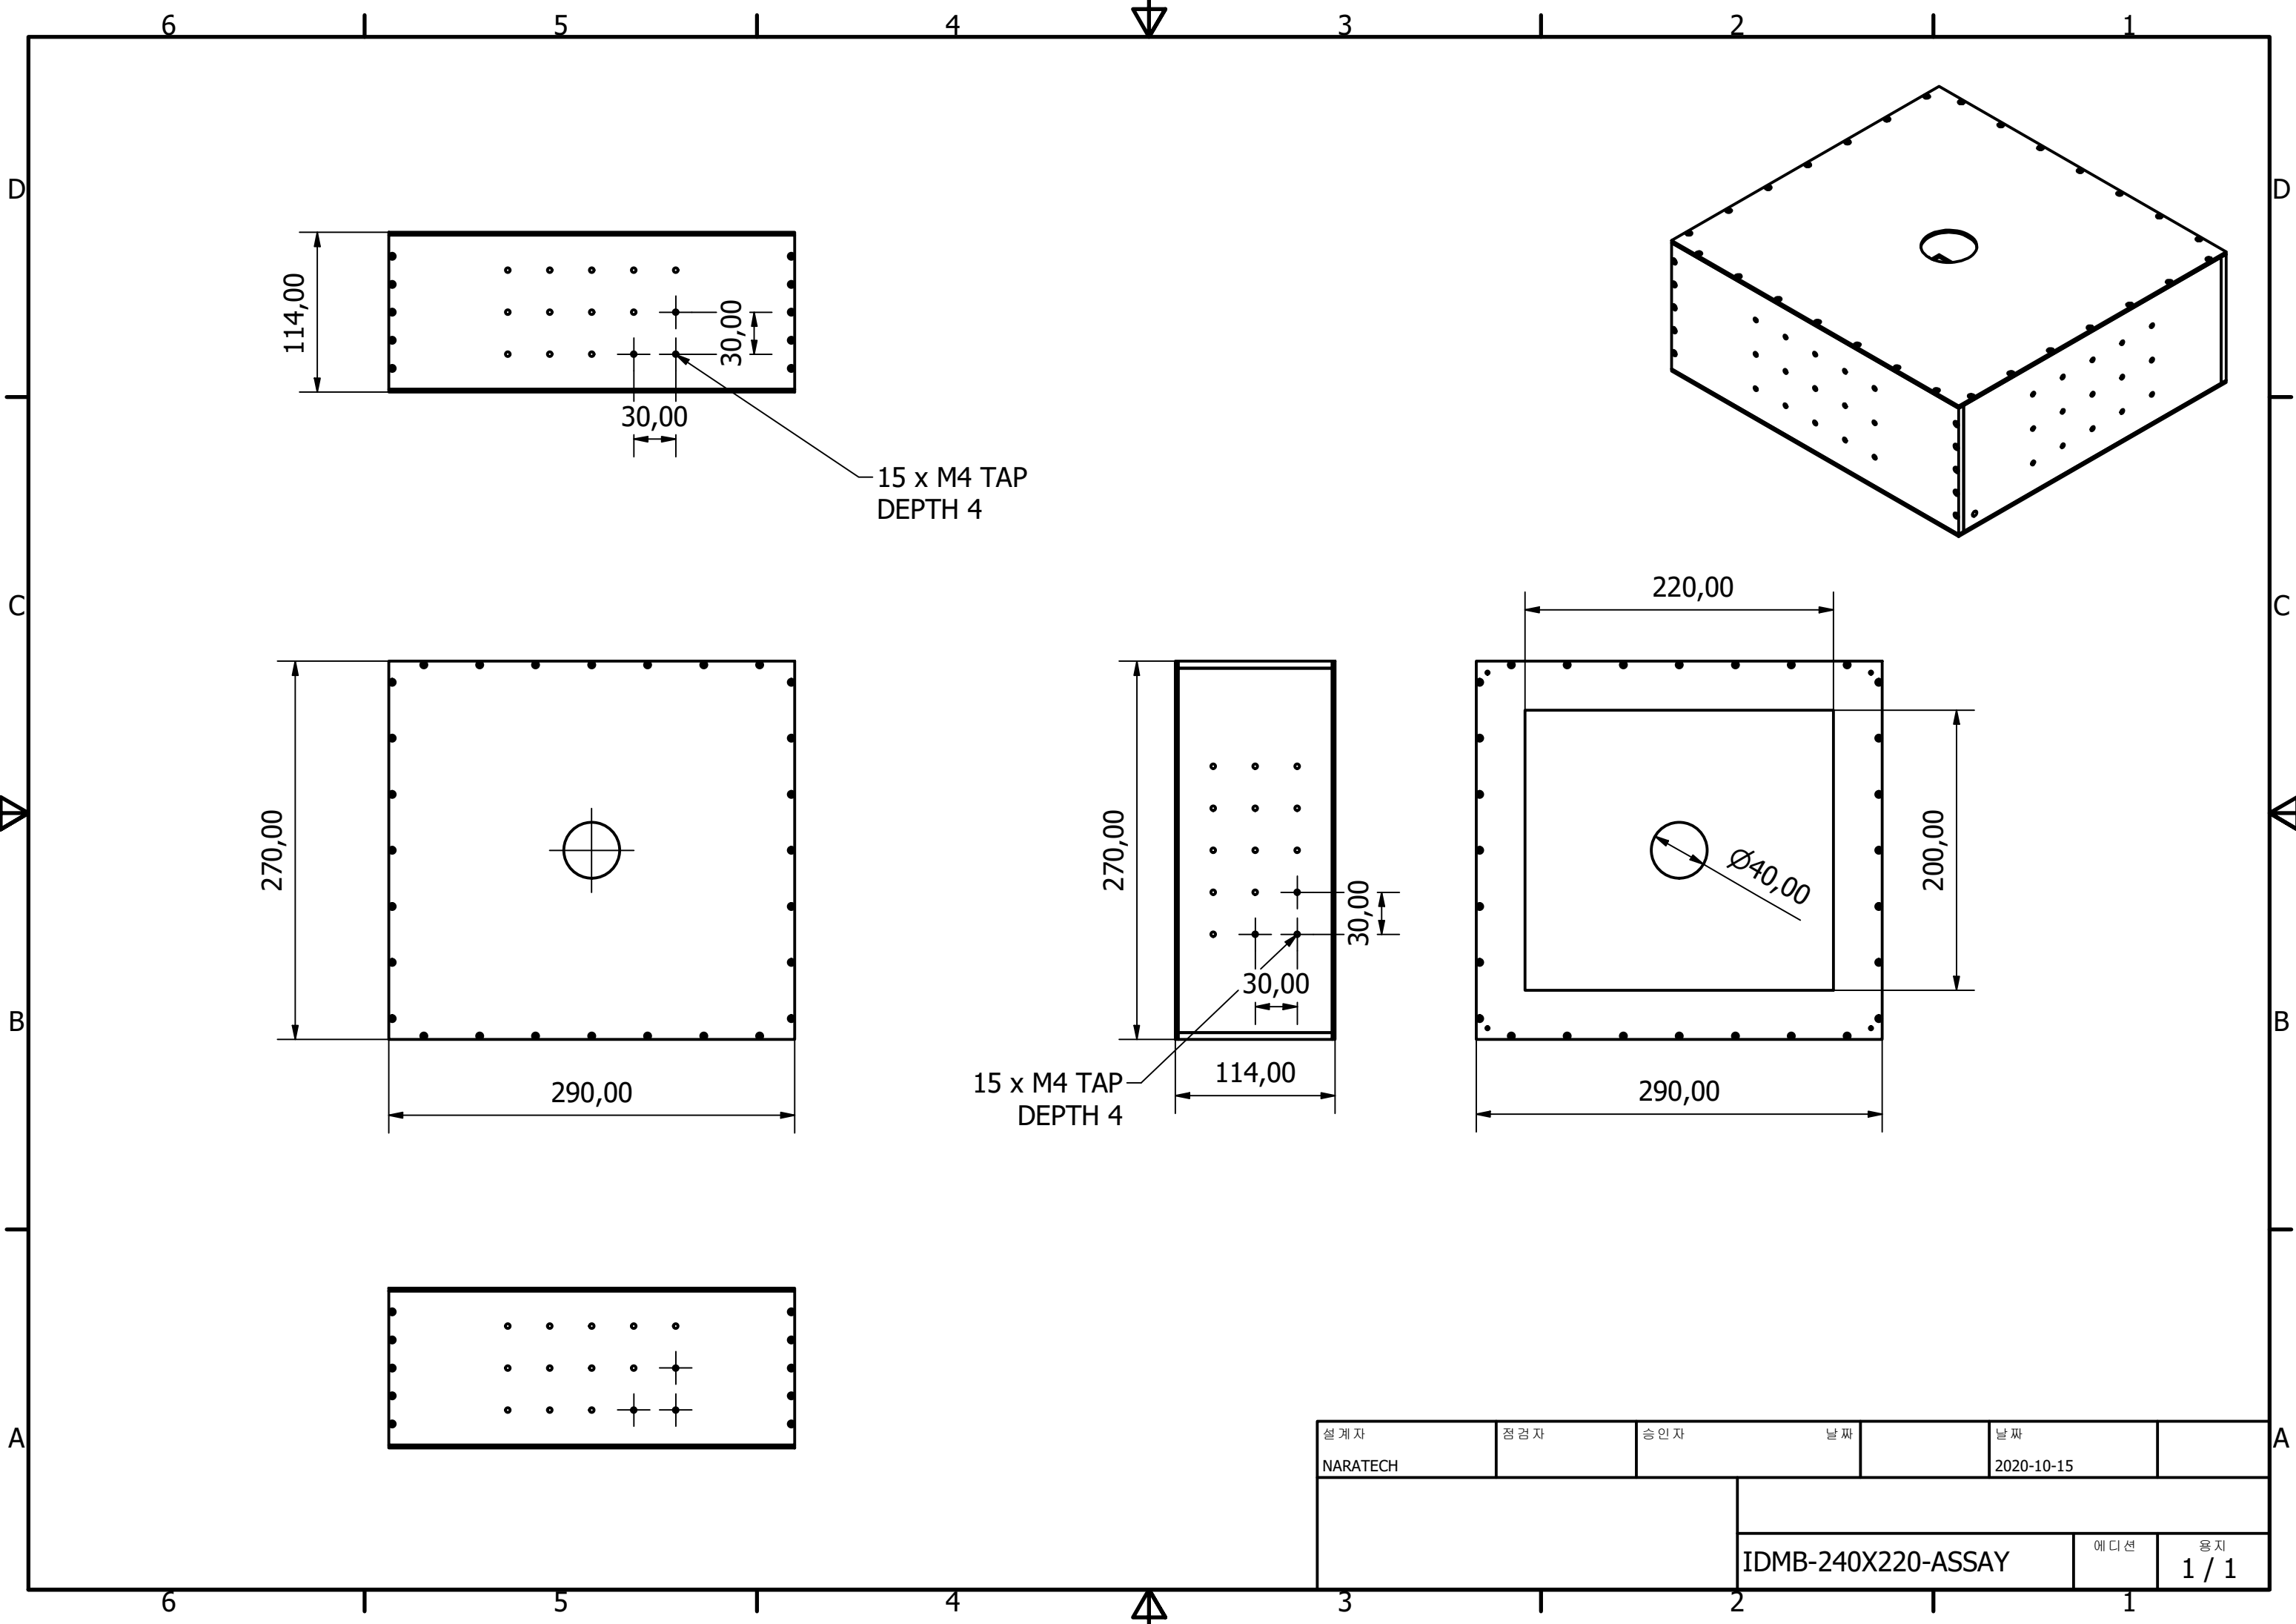 6 5 4 3 2 1
D D
114,00
30,00
30,00
15 x M4 TAP
DEPTH 4
C C
220,00
270,00
270,00
30,00
Ø40,00
200,00
30,00
B B
290,00
15 x M4 TAP
DEPTH 4
114,00
290,00
A A
설계자 점검자 승인자 날짜 날짜
NARATECH 2020-10-15
에디션 용지
IDMB-240X220-ASSAY 1 / 1
6 5 4 3 2 1